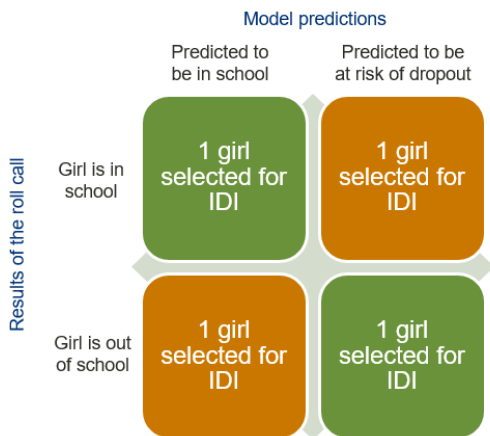 Model predictions
Predicted to
be in school
Predicted to be
at risk of dropout
Results of the roll call
Girl is in
school
1 girl
selected for
IDI
1 girl
selected for
IDI
Girl is out
of school
1 girl
selected for
IDI
1 girl
selected for
IDI